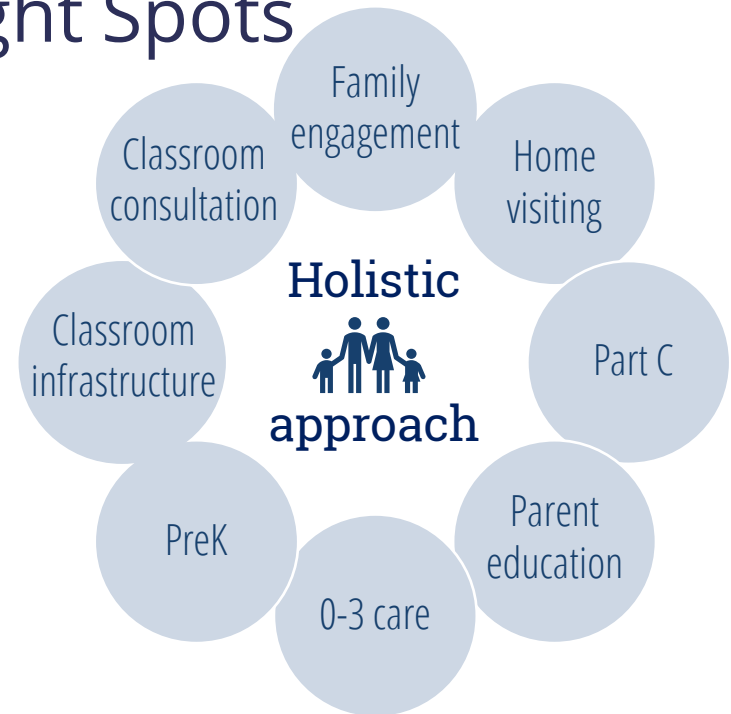 ght Spots
Family
engagement
Home
visiting
Part C
Parent
education
0-3 care
PreK
Classroom
infrastructure
Classroom
consultation
Holistic
approach